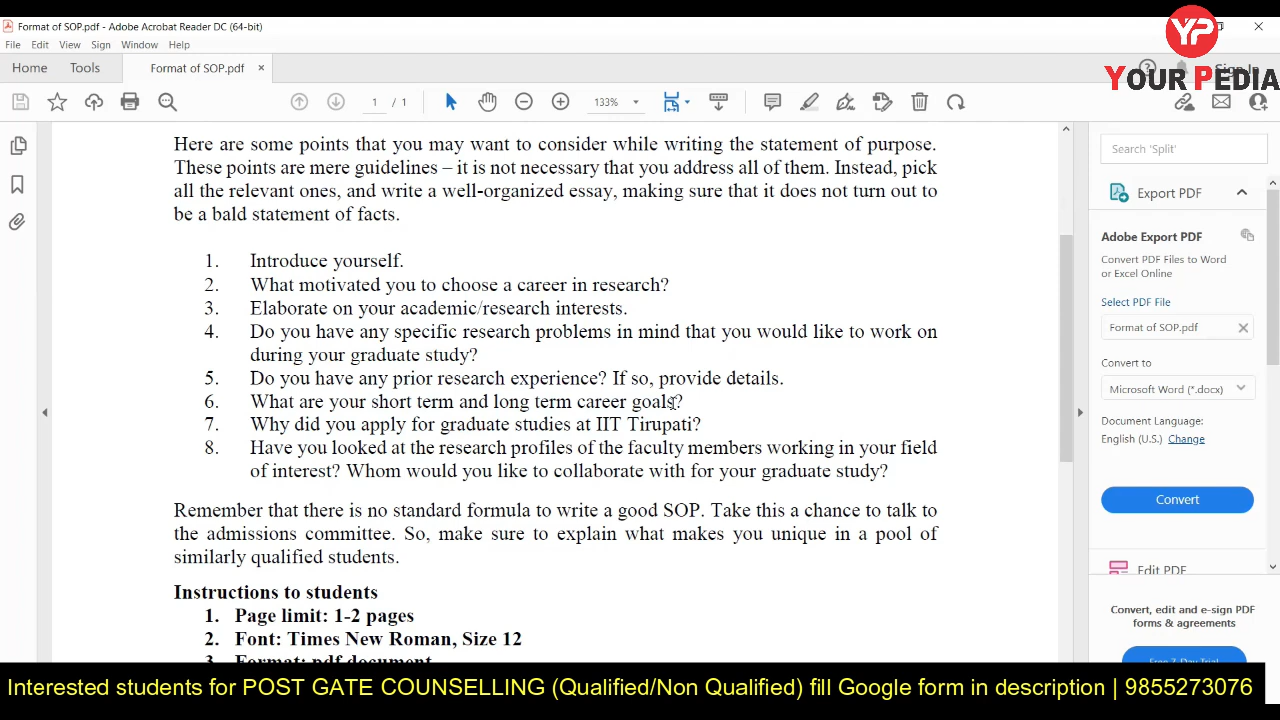 Format of SOP.pdf - Adobe Acrobat Reader DC (64-bit)
File Edit View Sign Window Help
YP
YOUR PEDIA
Home Tools Format of SOP.pdf × Sign In
1 / 1 133%
Here are some points that you may want to consider while writing the statement of purpose.
These points are mere guidelines – it is not necessary that you address all of them. Instead, pick
all the relevant ones, and write a well-organized essay, making sure that it does not turn out to
be a bald statement of facts.
1. Introduce yourself.
2. What motivated you to choose a career in research?
3. Elaborate on your academic/research interests.
4. Do you have any specific research problems in mind that you would like to work on
during your graduate study?
5. Do you have any prior research experience? If so, provide details.
6. What are your short term and long term career goals?
7. Why did you apply for graduate studies at IIT Tirupati?
8. Have you looked at the research profiles of the faculty members working in your field
of interest? Whom would you like to collaborate with for your graduate study?
Remember that there is no standard formula to write a good SOP. Take this a chance to talk to
the admissions committee. So, make sure to explain what makes you unique in a pool of
similarly qualified students.
Instructions to students
1. Page limit: 1-2 pages
2. Font: Times New Roman, Size 12
3. Format: pdf document
Search 'Split'
Export PDF
Adobe Export PDF
Convert PDF Files to Word
or Excel Online
Select PDF File
Format of SOP.pdf
Convert to
Microsoft Word (*.docx)
Document Language:
English (U.S.) Change
Convert
Edit PDF
Convert, edit and e-sign PDF
forms & agreements
Free 7-Day Trial
Interested students for POST GATE COUNSELLING (Qualified/Non Qualified) fill Google form in description | 9855273076